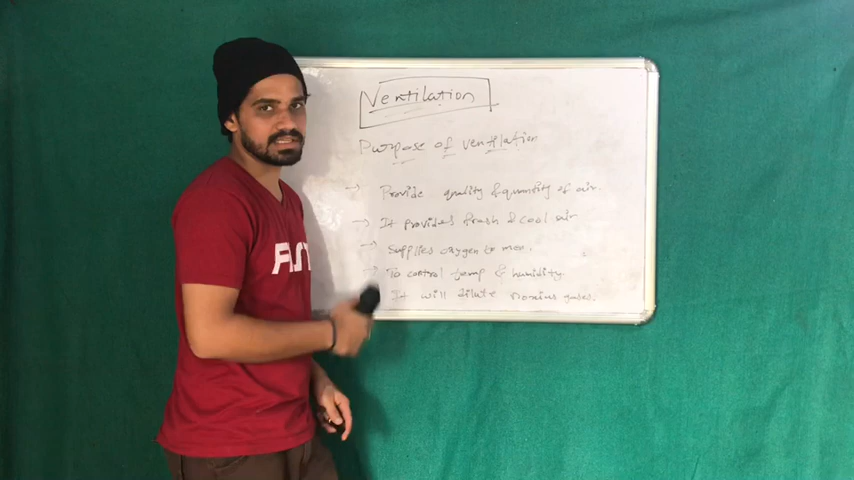 Ventilation
Purpose of ventilation
→ Provide quality & quantity of air.
→ It provides fresh & cool air
→ Supplies oxygen to men.
→ To control temp & humidity
It will dilute noxious gases.